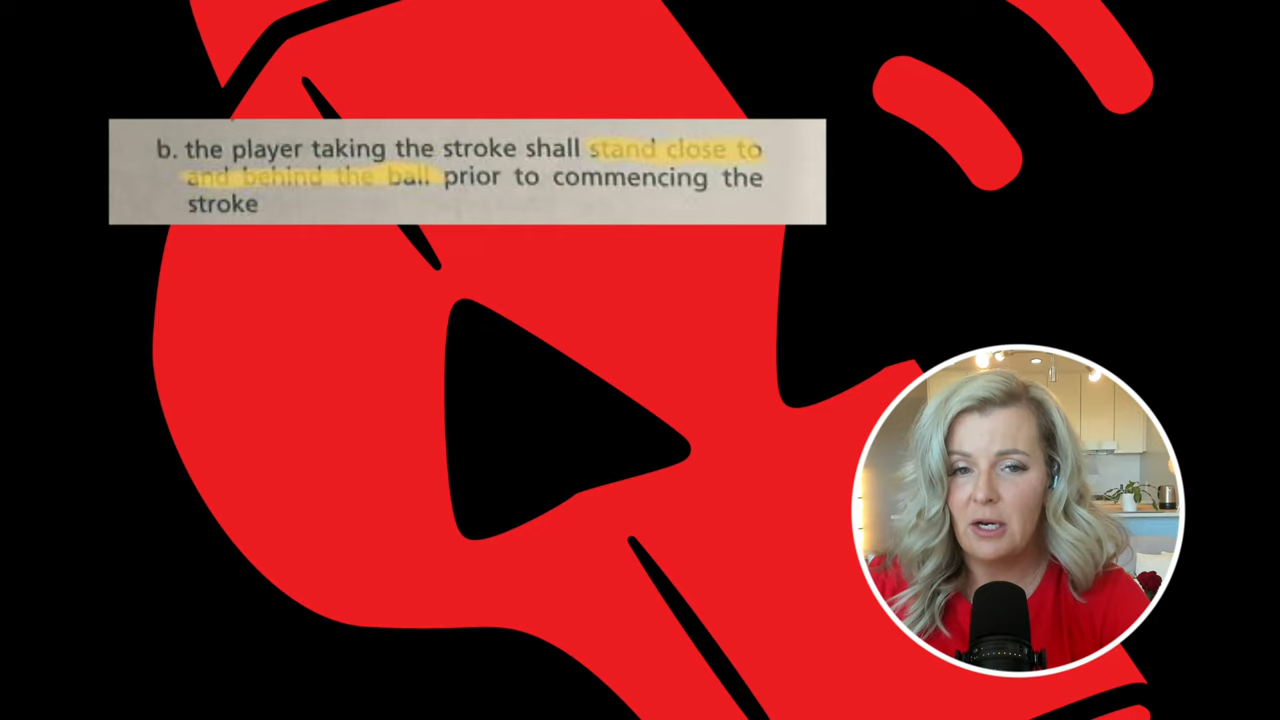 b. the player taking the stroke shall stand close to
and behind the ball prior to commencing the
stroke